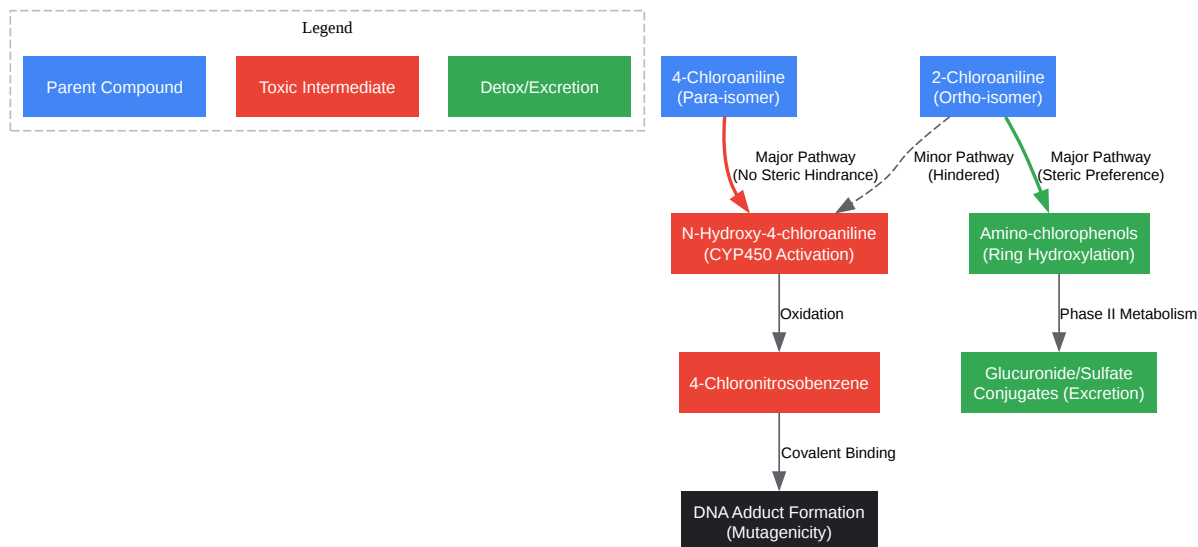 Legend
Parent Compound
Toxic Intermediate
Detox/Excretion
4-Chloroaniline
(Para-isomer)
2-Chloroaniline
(Ortho-isomer)
Major Pathway
(No Steric Hindrance)
Minor Pathway
(Hindered)
Major Pathway
(Steric Preference)
N-Hydroxy-4-chloroaniline
(CYP450 Activation)
Amino-chlorophenols
(Ring Hydroxylation)
Oxidation
Phase II Metabolism
4-Chloronitrosobenzene
Glucuronide/Sulfate
Conjugates (Excretion)
Covalent Binding
DNA Adduct Formation
(Mutagenicity)